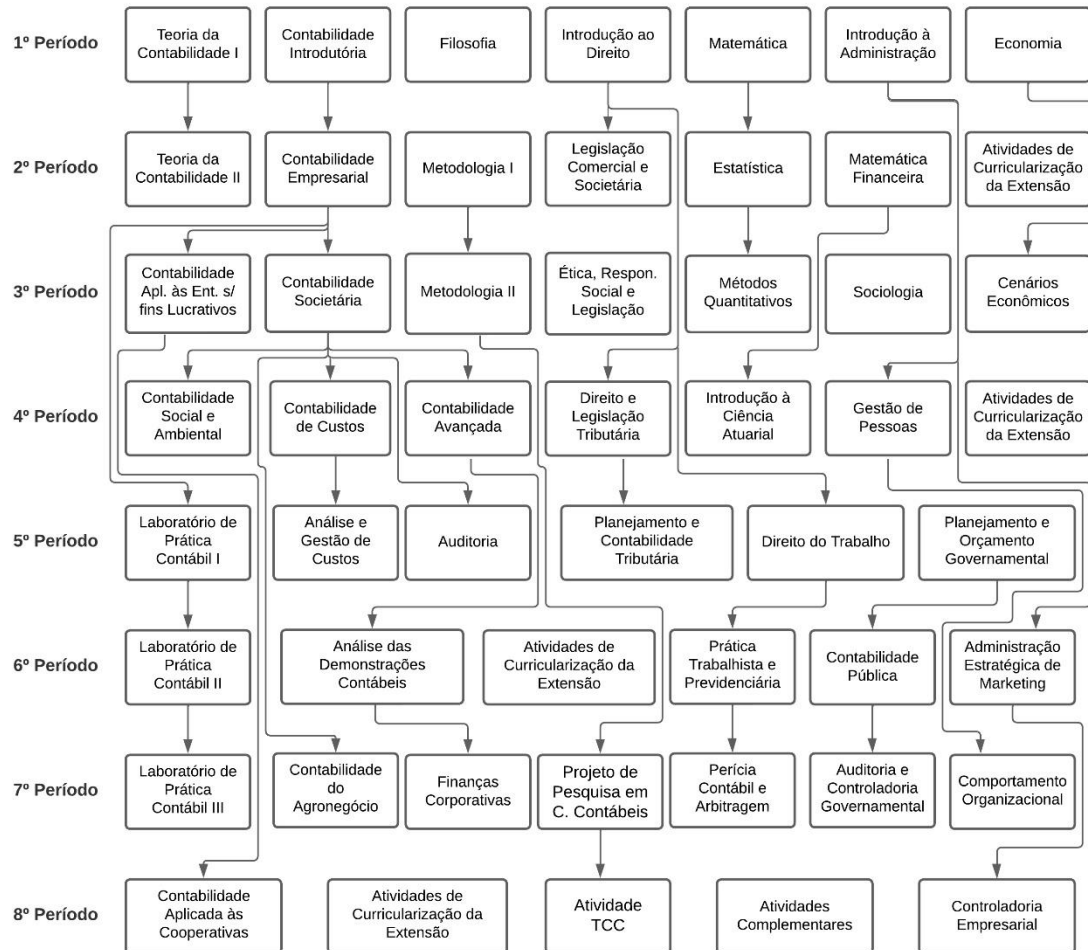 1º Período
Teoria da
Contabilidade I
Contabilidade
Introdutória
Filosofia
Introdução ao
Direito
Matemática
Introdução à
Administração
Economia
2º Período
Teoria da
Contabilidade II
Contabilidade
Empresarial
Metodologia I
Legislação
Comercial e
Societária
Estatística
Matemática
Financeira
Atividades de
Curricularização
da Extensão
3º Período
Contabilidade
Apl. às Ent. s/
fins Lucrativos
Contabilidade
Societária
Metodologia II
Ética, Respon.
Social e
Legislação
Métodos
Quantitativos
Sociologia
Cenários
Econômicos
4º Período
Contabilidade
Social e
Ambiental
Contabilidade
de Custos
Contabilidade
Avançada
Direito e
Legislação
Tributária
Introdução à
Ciência
Atuarial
Gestão de
Pessoas
Atividades de
Curricularização
da Extensão
5º Período
Laboratório de
Prática
Contábil I
Análise e
Gestão de
Custos
Auditoria
Planejamento e
Contabilidade
Tributária
Direito do Trabalho
Planejamento e
Orçamento
Governamental
6º Período
Laboratório de
Prática
Contábil II
Análise das
Demonstrações
Contábeis
Atividades de
Curricularização da
Extensão
Prática
Trabalhista e
Previdenciária
Contabilidade
Pública
Administração
Estratégica de
Marketing
7º Período
Laboratório de
Prática
Contábil III
Contabilidade
do
Agronegócio
Finanças
Corporativas
Projeto de
Pesquisa em
C. Contábeis
Perícia
Contábil e
Arbitragem
Auditoria e
Controladoria
Governamental
Comportamento
Organizacional
8º Período
Contabilidade
Aplicada às
Cooperativas
Atividades de
Curricularização da
Extensão
Atividade
TCC
Atividades
Complementares
Controladoria
Empresarial